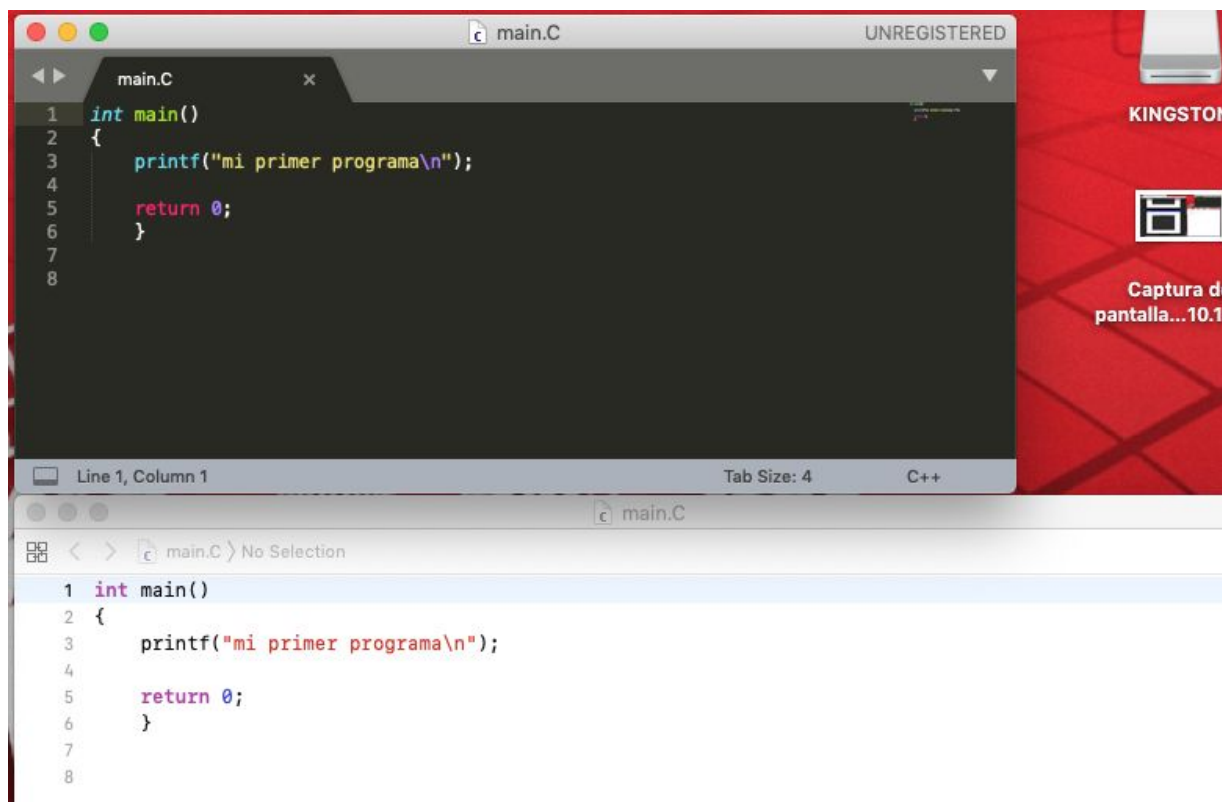 main.C
UNREGISTERED
main.C ×
1 int main()
2 {
3 printf("mi primer programa\n");
4
5 return 0;
6 }
7
8
Line 1, Column 1
Tab Size: 4
C++
KINGSTON
Captura de
pantalla...10.1
main.C
main.C 〉 No Selection
1 int main()
2 {
3 printf("mi primer programa\n");
4
5 return 0;
6 }
7
8